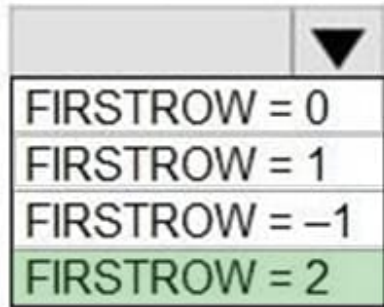 FIRSTROW = 0
FIRSTROW = 1
FIRSTROW = –1
FIRSTROW = 2